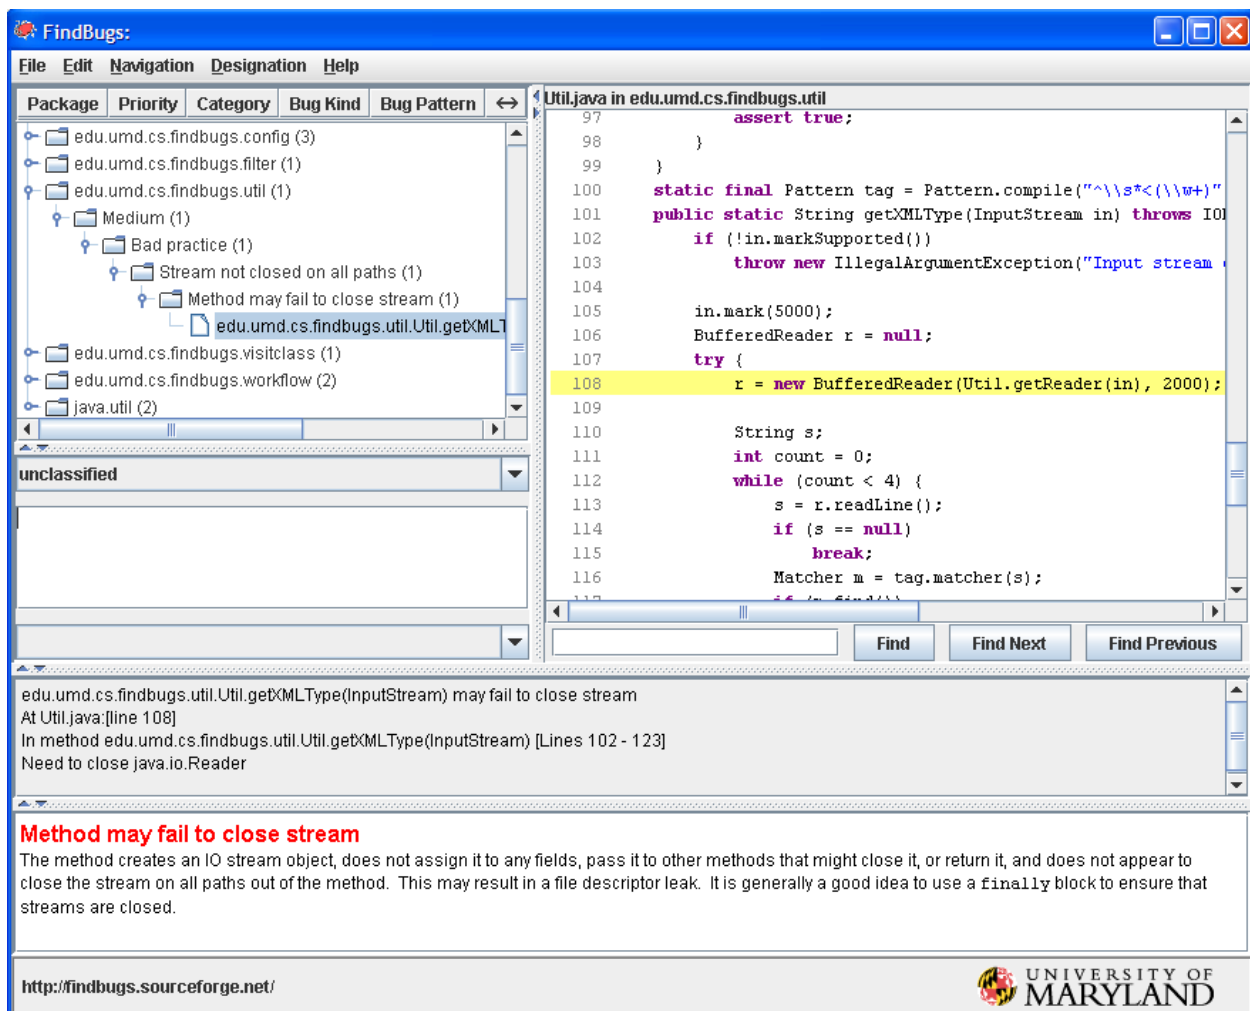 FindBugs:
File Edit Navigation Designation Help
Package Priority Category Bug Kind Bug Pattern
edu.umd.cs.findbugs.config (3)
edu.umd.cs.findbugs.filter (1)
edu.umd.cs.findbugs.util (1)
Medium (1)
Bad practice (1)
Stream not closed on all paths (1)
Method may fail to close stream (1)
edu.umd.cs.findbugs.util.Util.getXMLT
edu.umd.cs.findbugs.visitclass (1)
edu.umd.cs.findbugs.workflow (2)
java.util (2)
unclassified
Util.java in edu.umd.cs.findbugs.util
97 assert true;
98 }
99 }
100 static final Pattern tag = Pattern.compile("^\\s*<(\\w+)"
101 public static String getXMLType(InputStream in) throws IO
102 if (!in.markSupported())
103 throw new IllegalArgumentException("Input stream
104
105 in.mark(5000);
106 BufferedReader r = null;
107 try {
108 r = new BufferedReader(Util.getReader(in), 2000);
109
110 String s;
111 int count = 0;
112 while (count < 4) {
113 s = r.readLine();
114 if (s == null)
115 break;
116 Matcher m = tag.matcher(s);
117 if (m.find())
Find Find Next Find Previous
edu.umd.cs.findbugs.util.Util.getXMLType(InputStream) may fail to close stream
At Util.java:[line 108]
In method edu.umd.cs.findbugs.util.Util.getXMLType(InputStream) [Lines 102 - 123]
Need to close java.io.Reader
Method may fail to close stream
The method creates an IO stream object, does not assign it to any fields, pass it to other methods that might close it, or return it, and does not appear to
close the stream on all paths out of the method. This may result in a file descriptor leak. It is generally a good idea to use a finally block to ensure that
streams are closed.
http://findbugs.sourceforge.net/
UNIVERSITY OF
MARYLAND